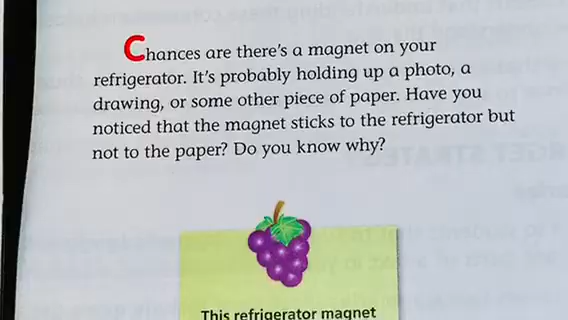 Chances are there's a magnet on your
refrigerator. It's probably holding up a photo, a
drawing, or some other piece of paper. Have you
noticed that the magnet sticks to the refrigerator but
not to the paper? Do you know why?
This refrigerator magnet